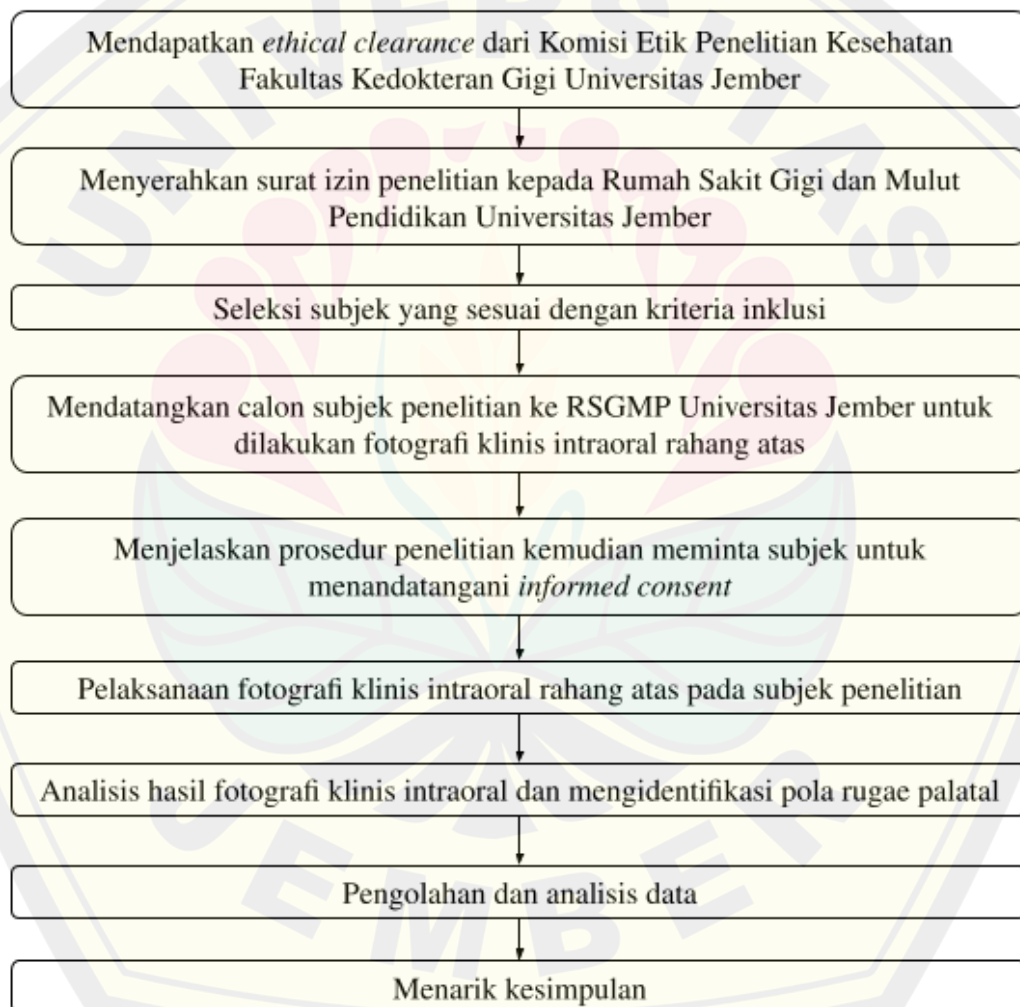 Mendapatkan ethical clearance dari Komisi Etik Penelitian Kesehatan
Fakultas Kedokteran Gigi Universitas Jember
Menyerahkan surat izin penelitian kepada Rumah Sakit Gigi dan Mulut
Pendidikan Universitas Jember
Seleksi subjek yang sesuai dengan kriteria inklusi
Mendatangkan calon subjek penelitian ke RSGMP Universitas Jember untuk
dilakukan fotografi klinis intraoral rahang atas
Menjelaskan prosedur penelitian kemudian meminta subjek untuk
menandatangani informed consent
Pelaksanaan fotografi klinis intraoral rahang atas pada subjek penelitian
Analisis hasil fotografi klinis intraoral dan mengidentifikasi pola rugae palatal
Pengolahan dan analisis data
Menarik kesimpulan
UNIVERSITAS
JEMBER